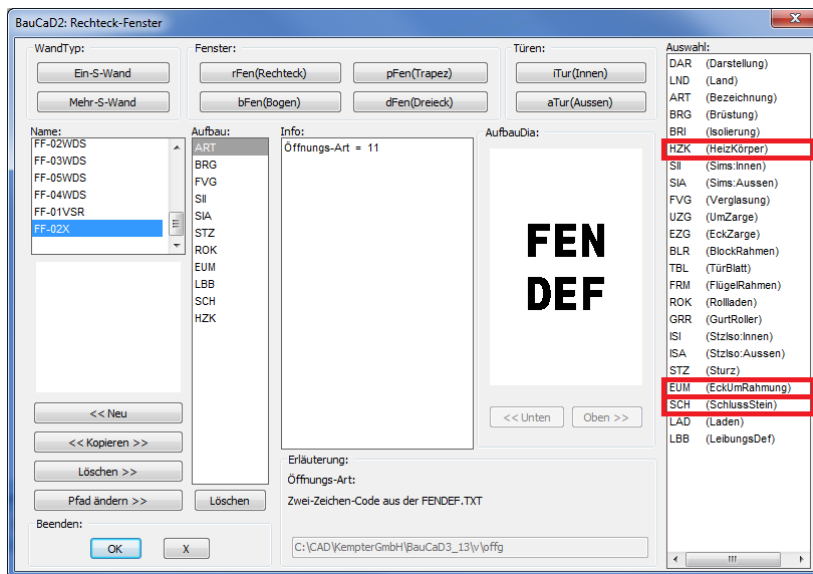 BauCaD2: Rechteck-Fenster
WandTyp:
Ein-S-Wand
Mehr-S-Wand
Fenster:
rFen(Rechteck)
pFen(Trapez)
bFen(Bogen)
dFen(Dreieck)
Türen:
iTur(Innen)
aTur(Aussen)
Name:
FF-02WDS
FF-03WDS
FF-05WDS
FF-04WDS
FF-01VSR
FF-02X
<< Neu
<< Kopieren >>
Löschen >>
Pfad ändern >>
Beenden:
OK
X
Aufbau:
ART
BRG
FVG
SII
SIA
STZ
ROK
EUM
LBB
SCH
HZK
Löschen
Info:
Öffnungs-Art = 11
AufbauDia:
FEN
DEF
<< Unten
Oben >>
Erläuterung:
Öffnungs-Art:
Zwei-Zeichen-Code aus der FENDEF.TXT
C:\CAD\KempterGmbH\BauCaD3_13\v\offg
Auswahl:
DAR (Darstellung)
LND (Land)
ART (Bezeichnung)
BRG (Brüstung)
BRI (Isolierung)
HZK (HeizKörper)
SII (Sims:Innen)
SIA (Sims:Aussen)
FVG (Verglasung)
UZG (UmZarge)
EZG (EckZarge)
BLR (BlockRahmen)
TBL (TürBlatt)
FRM (FlügelRahmen)
ROK (Rollladen)
GRR (GurtRoller)
ISI (StzIso:Innen)
ISA (StzIso:Aussen)
STZ (Sturz)
EUM (EckUmRahmung)
SCH (SchlussStein)
LAD (Laden)
LBB (LeibungsDef)